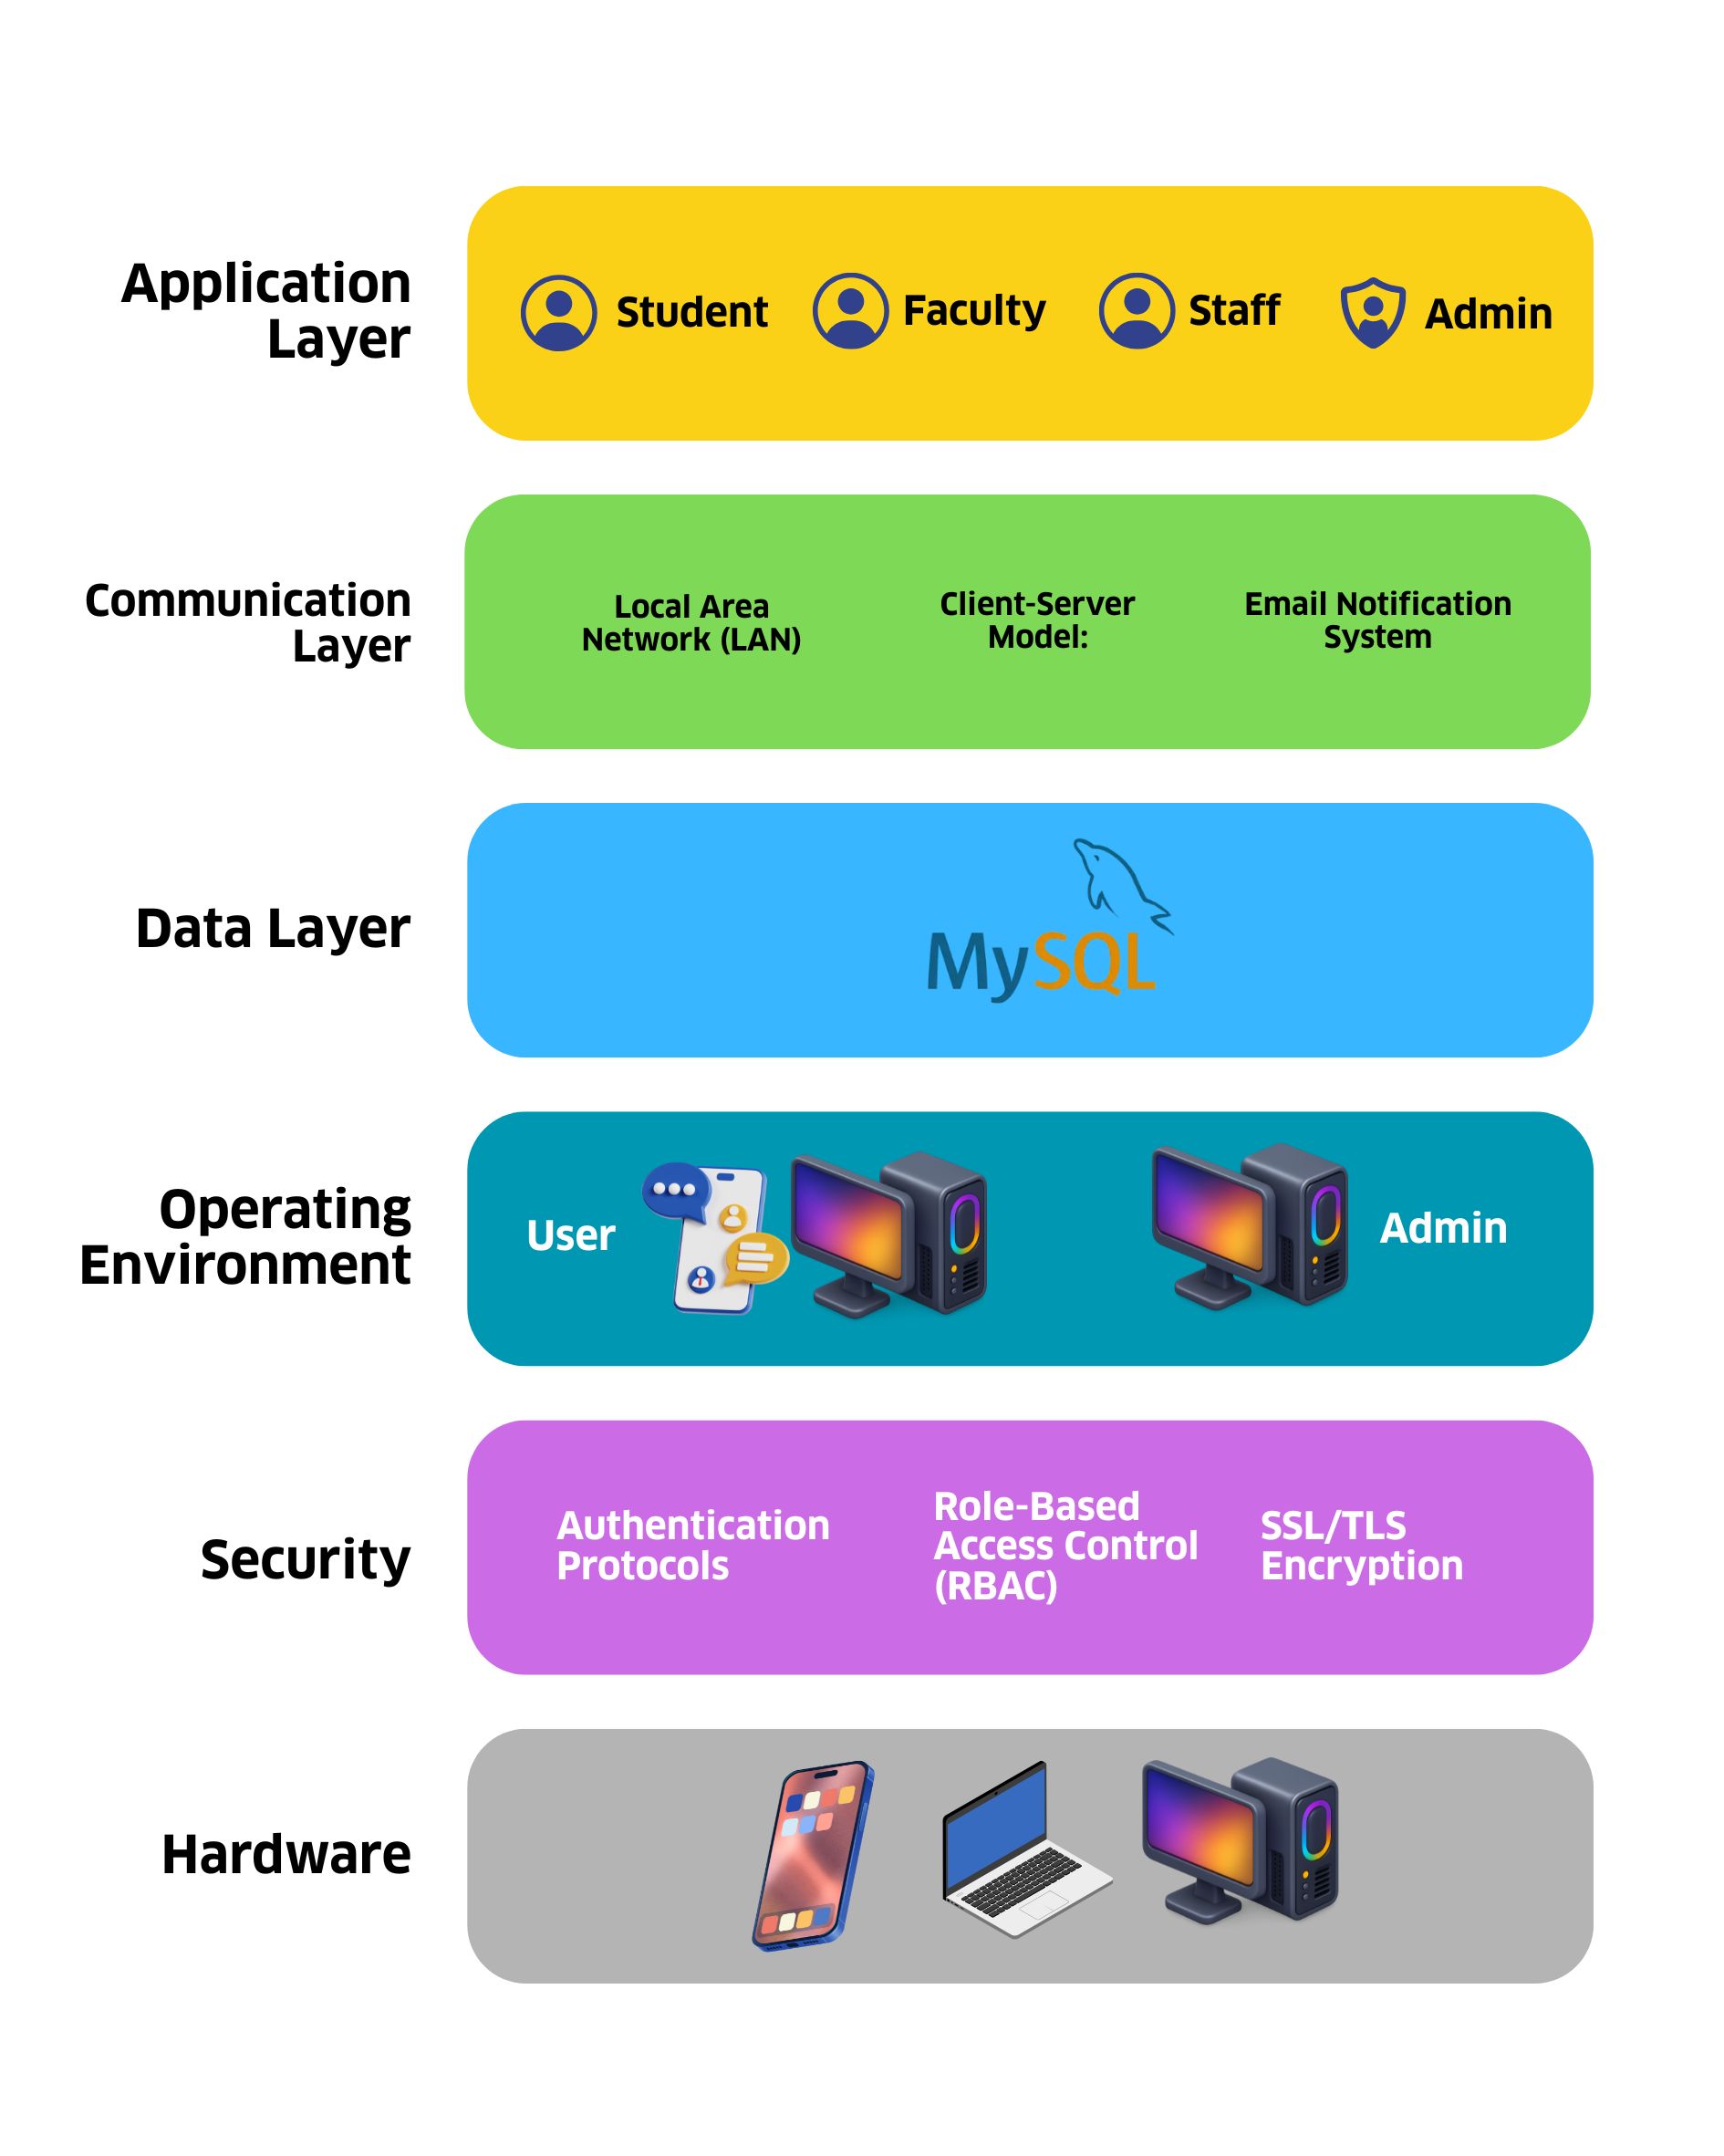 Application
Layer
Student
Faculty
Staff
Admin
Communication
Layer
Local Area
Network (LAN)
Client-Server
Model:
Email Notification
System
Data Layer
MySQL
Operating
Environment
User
Admin
Security
Authentication
Protocols
Role-Based
Access Control
(RBAC)
SSL/TLS
Encryption
Hardware